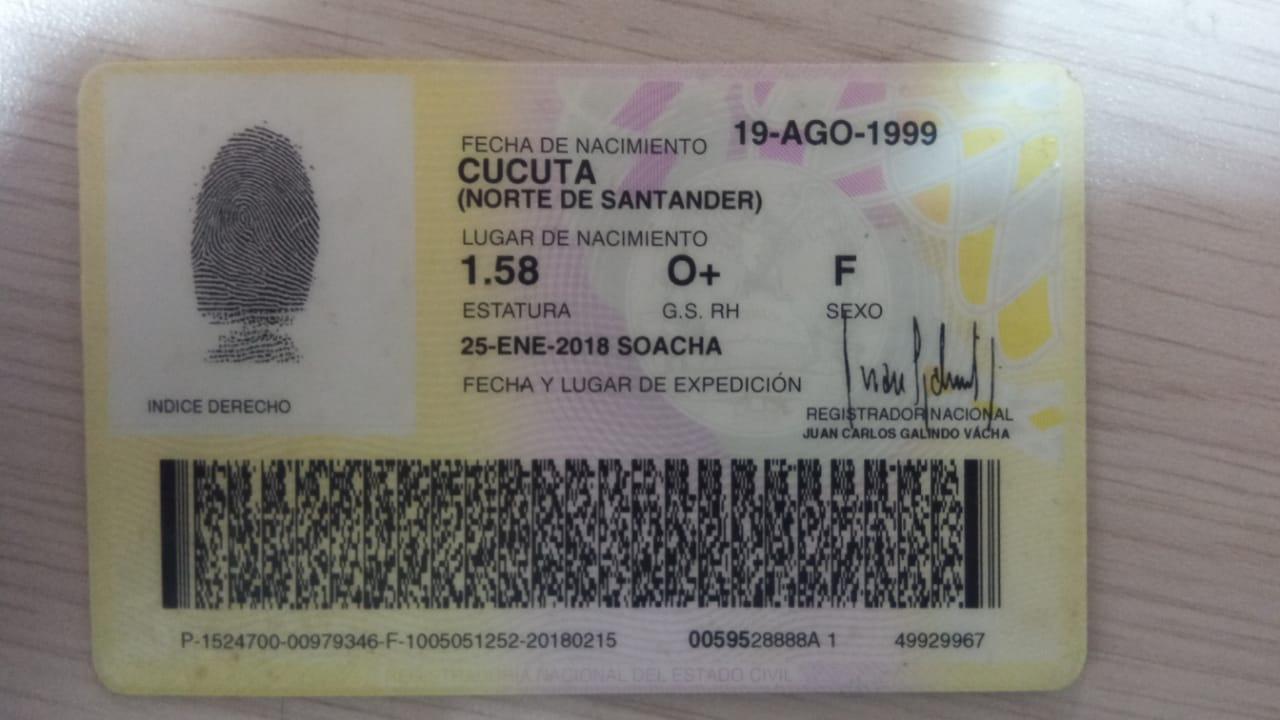 FECHA DE NACIMIENTO 19-AGO-1999
CUCUTA
(NORTE DE SANTANDER)
LUGAR DE NACIMIENTO
1.58 O+ F
ESTATURA G.S. RH SEXO
25-ENE-2018 SOACHA
FECHA Y LUGAR DE EXPEDICIÓN
INDICE DERECHO
REGISTRADOR NACIONAL
JUAN CARLOS GALINDO VÁCHA
P-1524700-00979346-F-1005051252-20180215 0059528888A 1 49929967
REGISTRADURIA NACIONAL DEL ESTADO CIVIL